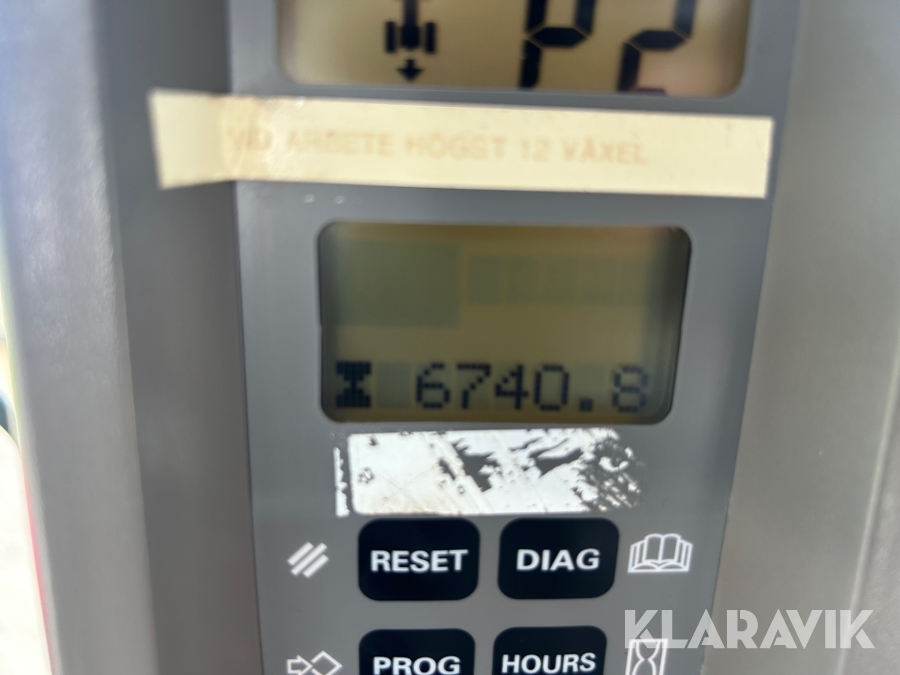 P2
VID ARBETE HÖGST 12 VÄXEL
6740.8
RESET DIAG
PROG HOURS
KLARAVIK